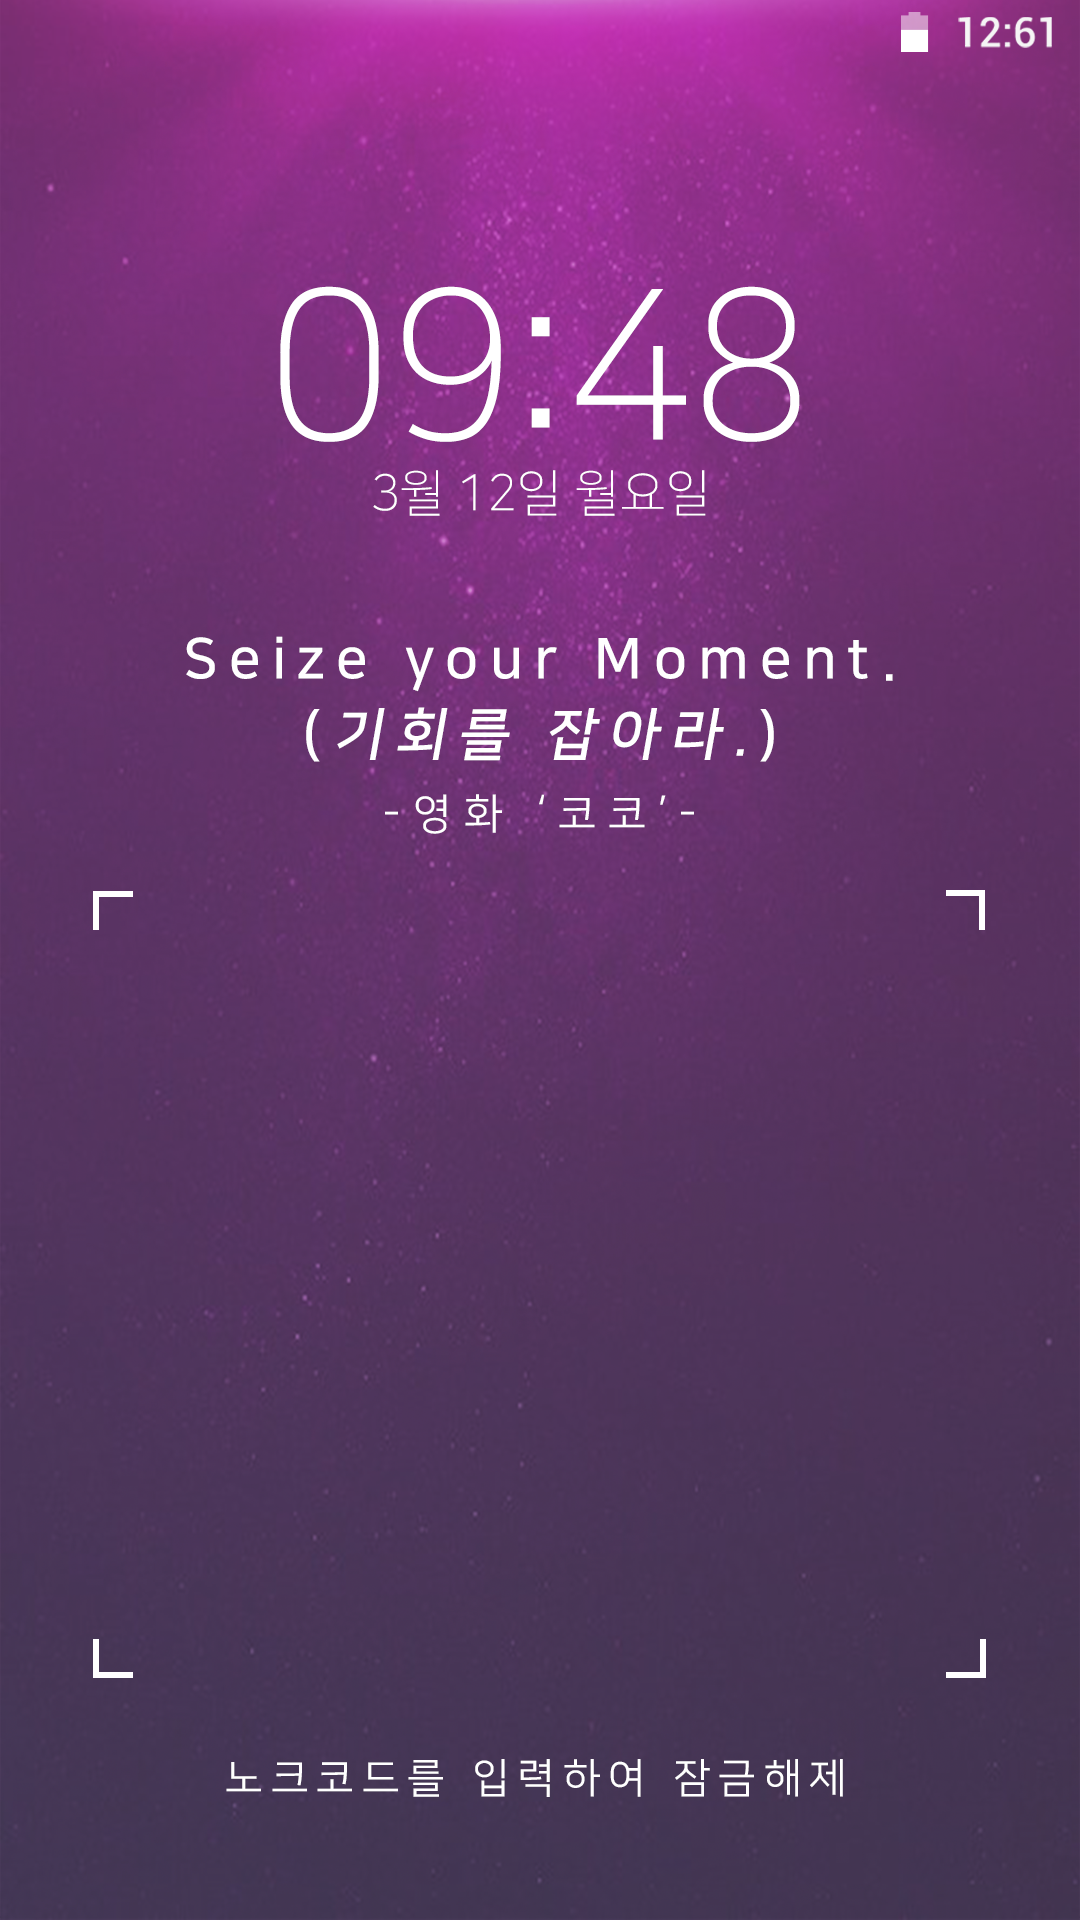 12:61
09:48
3월 12일 월요일
Seize your Moment.
(기회를 잡아라.)
-영화 ‘코코’-
노크코드를 입력하여 잠금해제